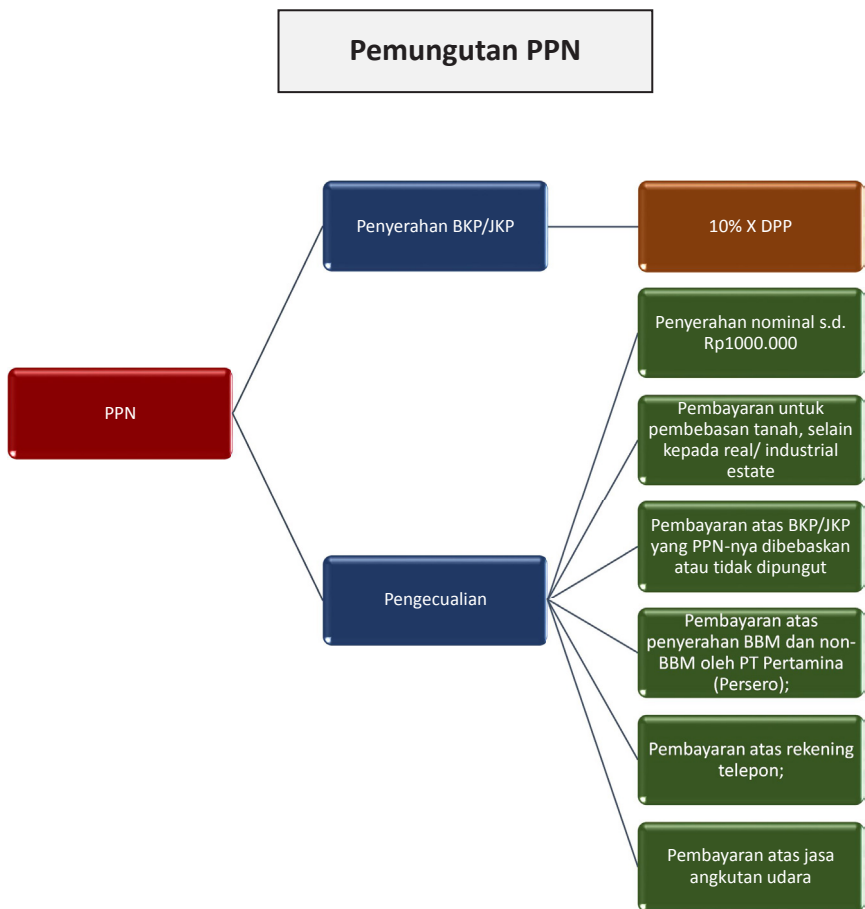 Pemungutan PPN
Penyerahan BKP/JKP
10% X DPP
Penyerahan nominal s.d.
Rp1000.000
PPN
Pembayaran untuk
pembebasan tanah, selain
kepada real/ industrial
estate
Pembayaran atas BKP/JKP
yang PPN-nya dibebaskan
atau tidak dipungut
Pengecualian
Pembayaran atas
penyerahan BBM dan non-
BBM oleh PT Pertamina
(Persero);
Pembayaran atas rekening
telepon;
Pembayaran atas jasa
angkutan udara